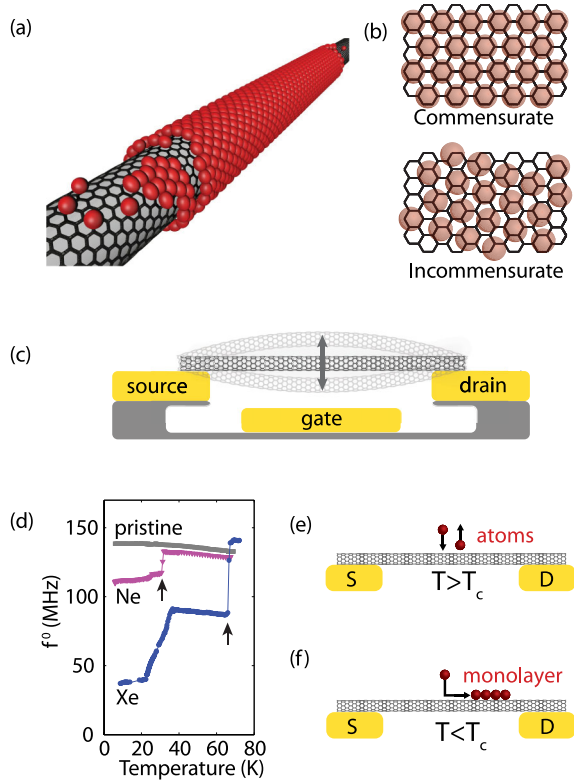 (a)
(b)
Commensurate
Incommensurate
(c)
source
drain
gate
(d)
150
100
50
0
f⁰ (MHz)
pristine
Ne
Xe
0 20 40 60 80
Temperature (K)
(e)
atoms
T>Tc
S
D
(f)
monolayer
T<Tc
S
D